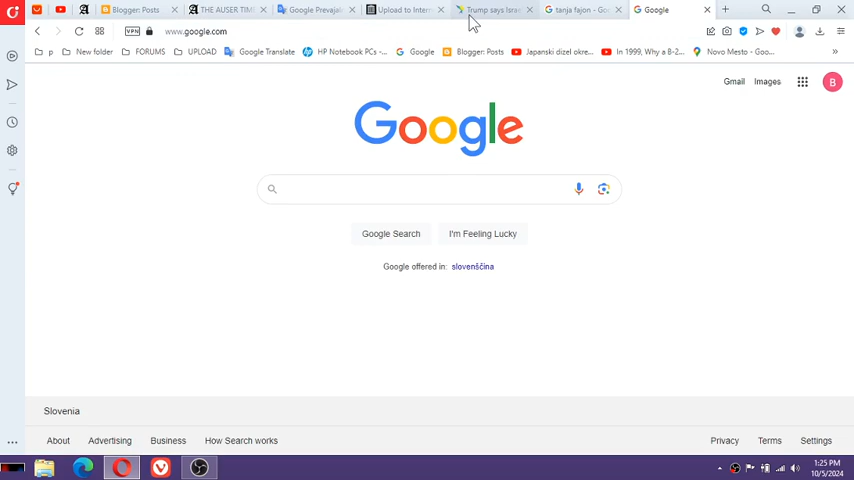 Blogger: Posts
THE AUSER TIME
Google Prevajal
Upload to Intern
Trump says Israe
tanja fajon - Goo
Google
VPN
www.google.com
p
New folder
FORUMS
UPLOAD
Google Translate
HP Notebook PCs -...
Google
Blogger: Posts
Japanski dizel okre...
In 1999, Why a B-2...
Novo Mesto - Goo...
»
Gmail
Images
B
Google
Google Search
I'm Feeling Lucky
Google offered in: slovenščina
Slovenia
About
Advertising
Business
How Search works
Privacy
Terms
Settings
1:25 PM
10/5/2024